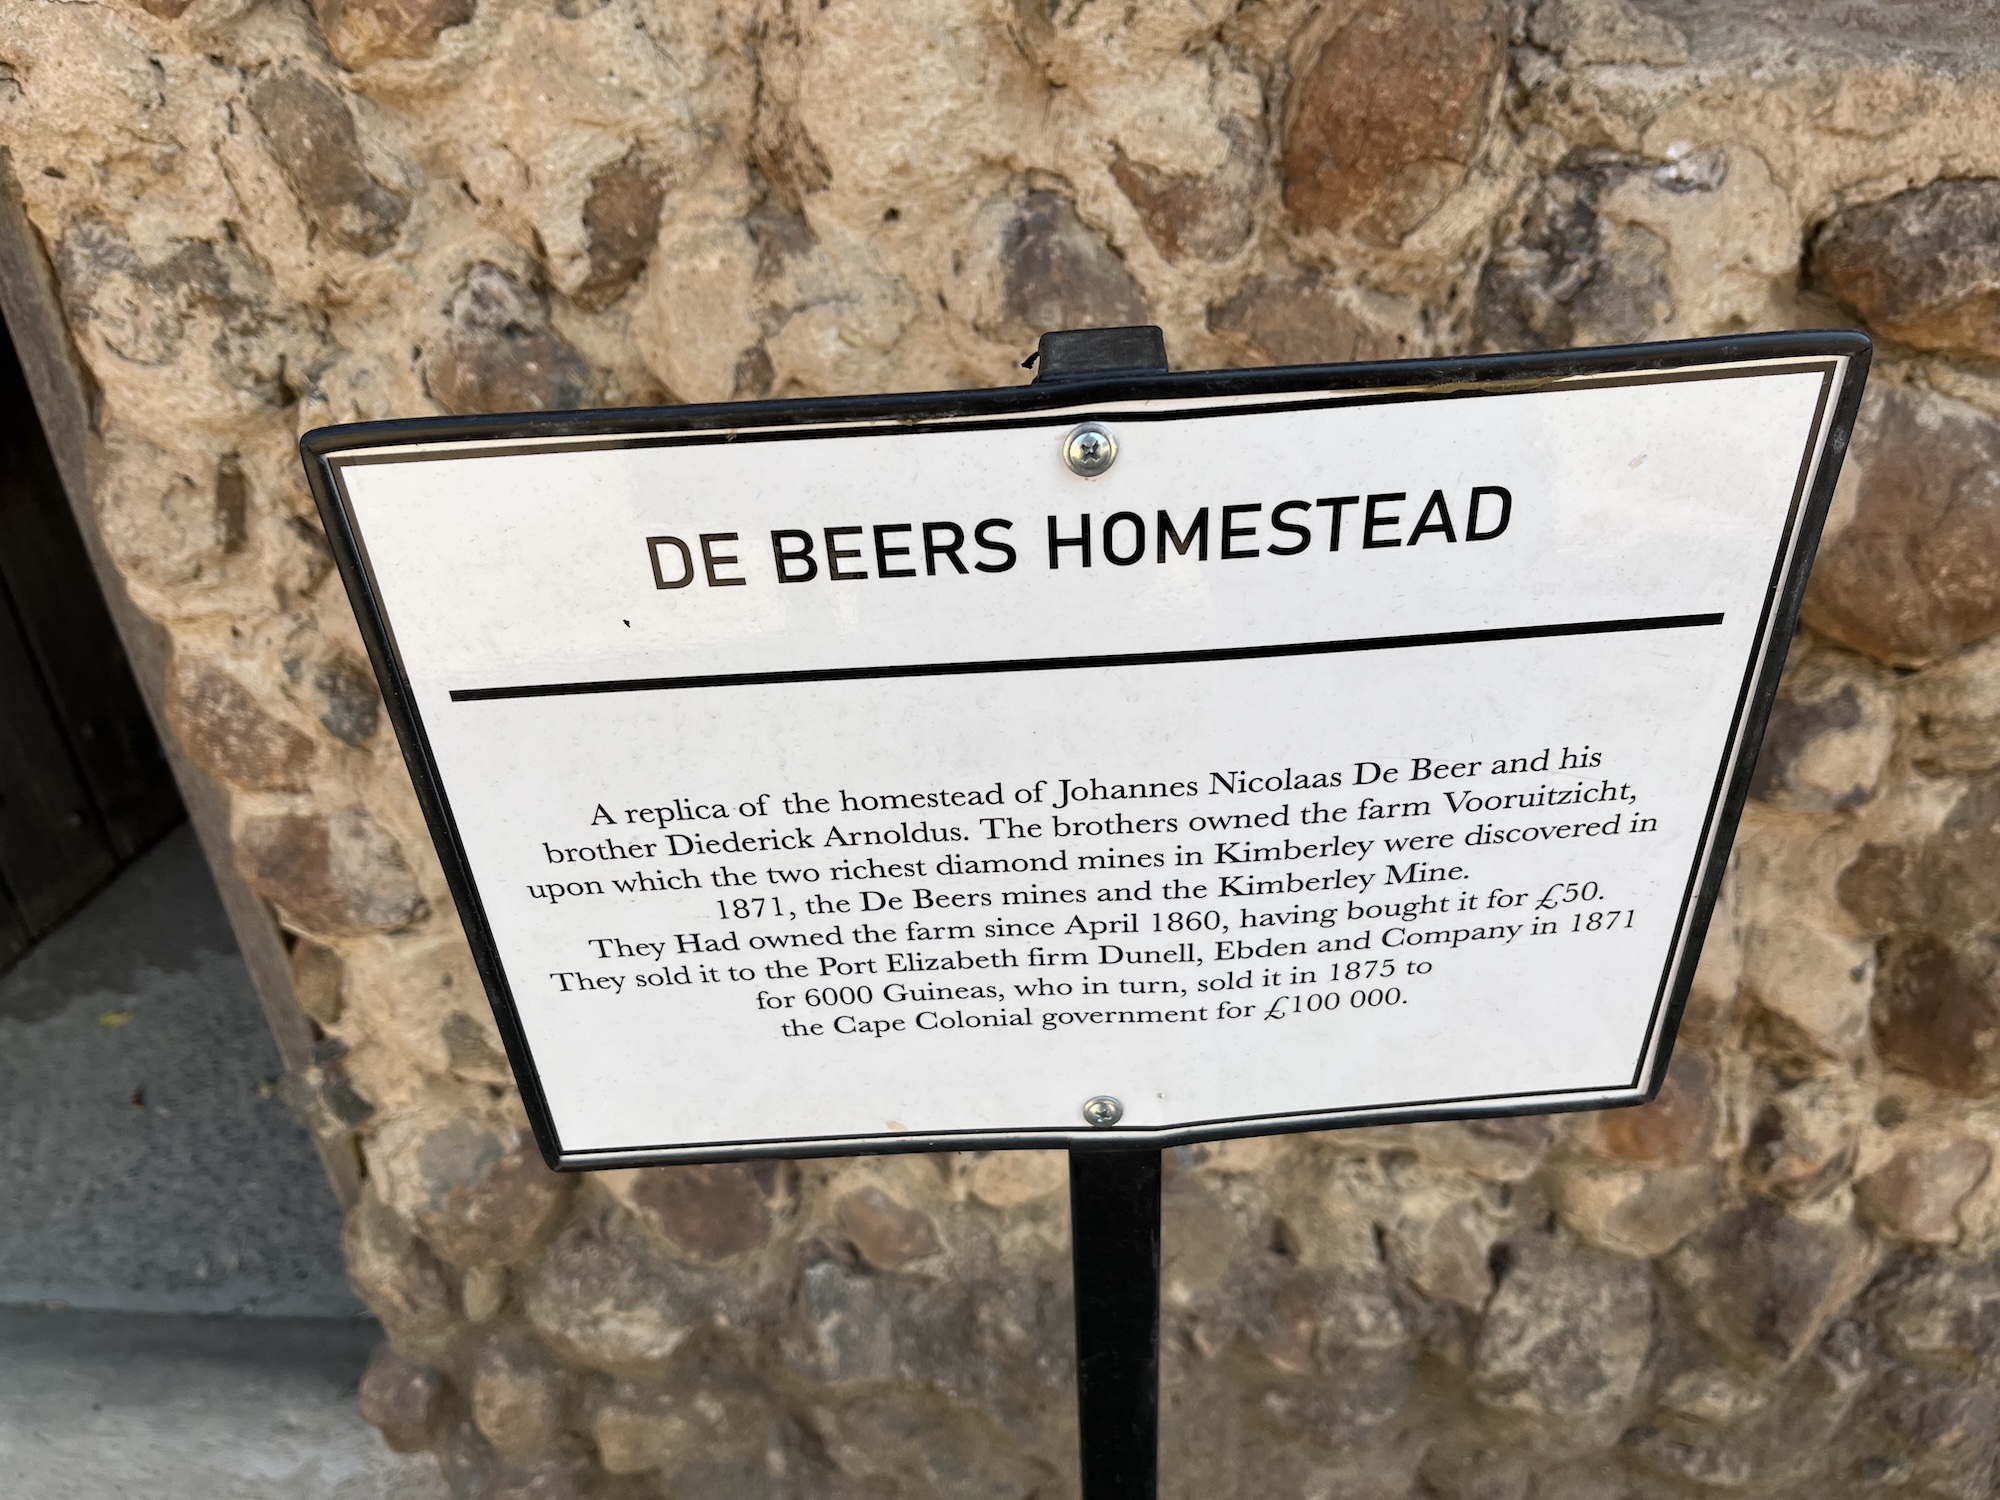 DE BEERS HOMESTEAD
A replica of the homestead of Johannes Nicolaas De Beer and his
brother Diederick Arnoldus. The brothers owned the farm Vooruitzicht,
upon which the two richest diamond mines in Kimberley were discovered in
1871, the De Beers mines and the Kimberley Mine.
They Had owned the farm since April 1860, having bought it for £50.
They sold it to the Port Elizabeth firm Dunell, Ebden and Company in 1871
for 6000 Guineas, who in turn, sold it in 1875 to
the Cape Colonial government for £100 000.